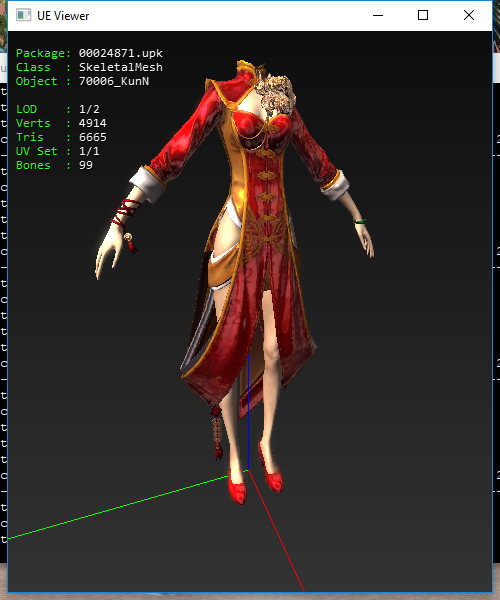 UE Viewer
Package: 00024871.upk
Class : SkeletalMesh
Object : 70006_KunN
LOD : 1/2
Verts : 4914
Tris : 6665
UV Set : 1/1
Bones : 99